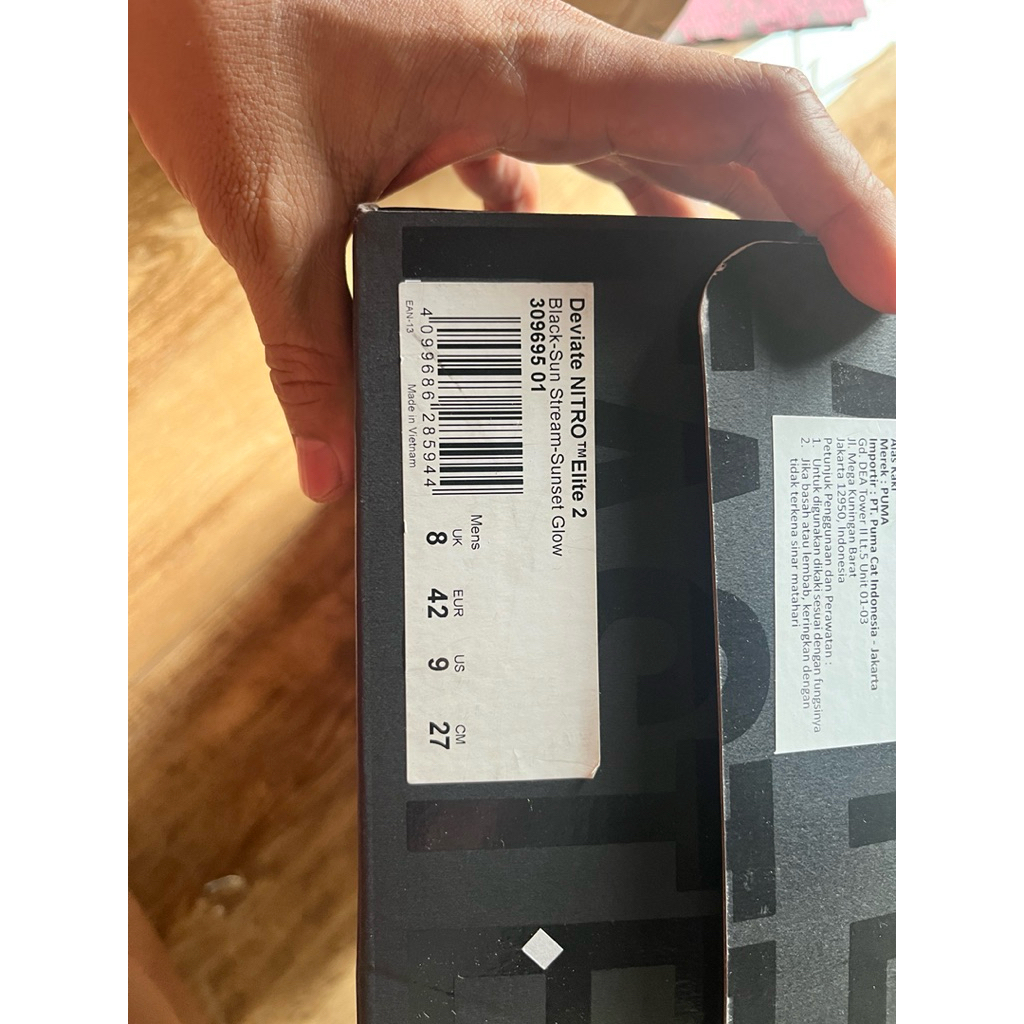 Deviate NITRO™Elite 2
Black-Sun Stream-Sunset Glow
309695 01
4 099686 285944
EAN-13
Made in Vietnam
Mens
UK EUR US CM
8 42 9 27
Merek : PUMA
Importir : PT. Puma Cat Indonesia - Jakarta
Gd. DEA Tower II Lt.5 Unit 01-03
Jl. Mega Kuningan Barat
Jakarta 12950, Indonesia
Petunjuk Penggunaan dan Perawatan :
1. Untuk digunakan dikaki sesuai dengan fungsinya
2. Jika basah atau lembab, keringkan dengan
tidak terkena sinar matahari